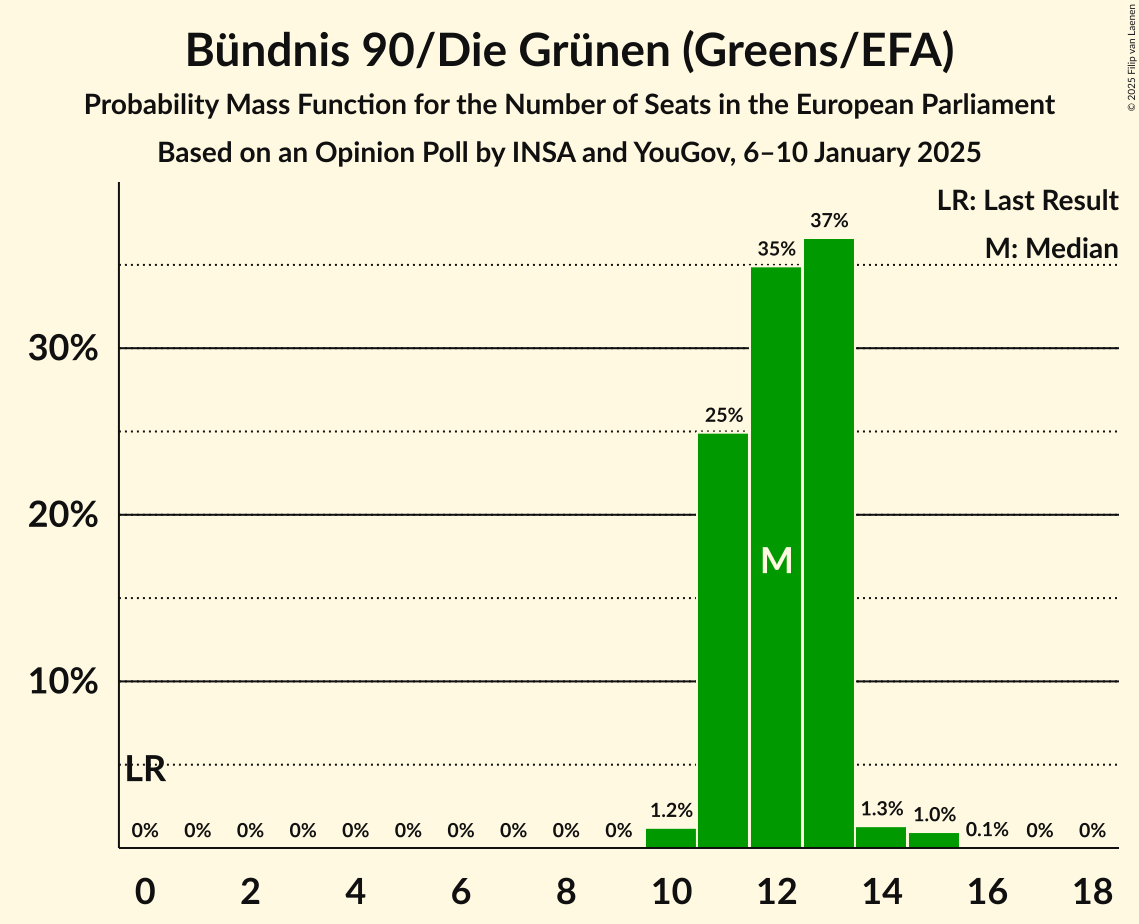 Bündnis 90/Die Grünen (Greens/EFA)
Probability Mass Function for the Number of Seats in the European Parliament
Based on an Opinion Poll by INSA and YouGov, 6–10 January 2025
© 2025 Filip van Laenen
LR: Last Result
M: Median
37%
35%
30%
25%
20%
M
10%
LR
0% 0% 0% 0% 0% 0% 0% 0% 0% 0% 1.2% 1.3% 1.0% 0.1% 0% 0%
0 2 4 6 8 10 12 14 16 18